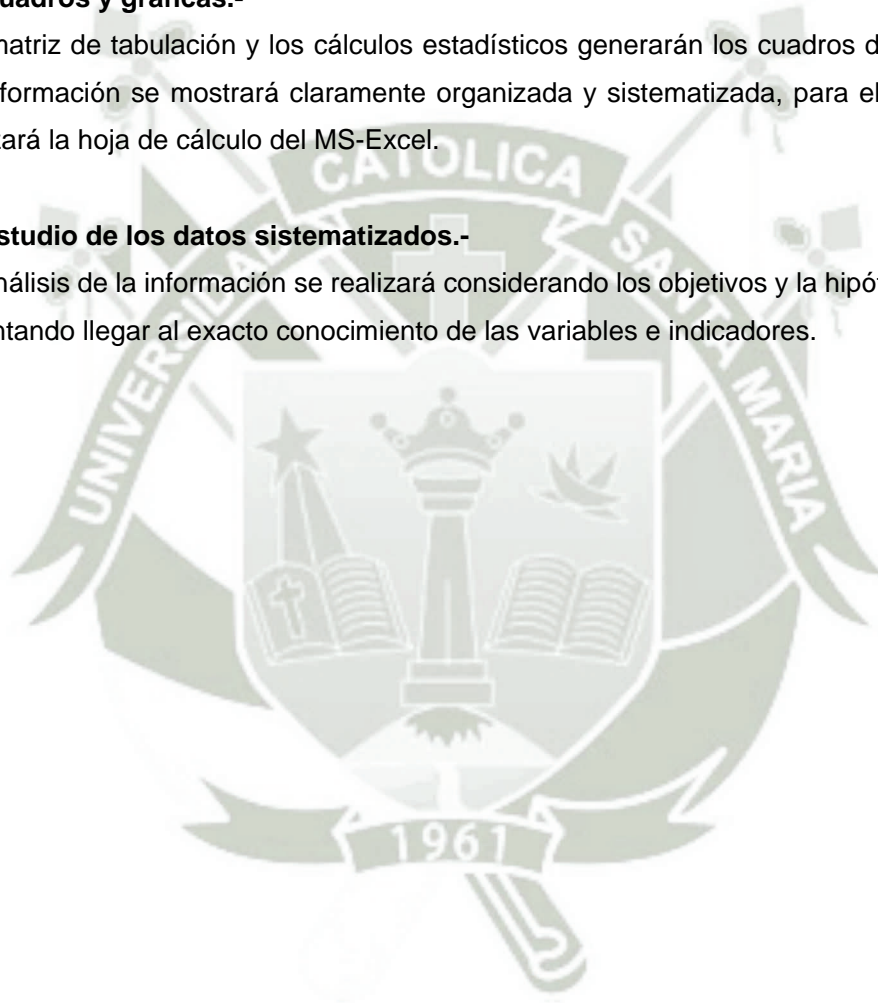 uadros y gráficas.-
matriz de tabulación y los cálculos estadísticos generarán los cuadros d
formación se mostrará claramente organizada y sistematizada, para el
zará la hoja de cálculo del MS-Excel.
studio de los datos sistematizados.-
nálisis de la información se realizará considerando los objetivos y la hipó
ntando llegar al exacto conocimiento de las variables e indicadores.
UNIVERSIDAD CATOLICA SANTA MARIA
1961